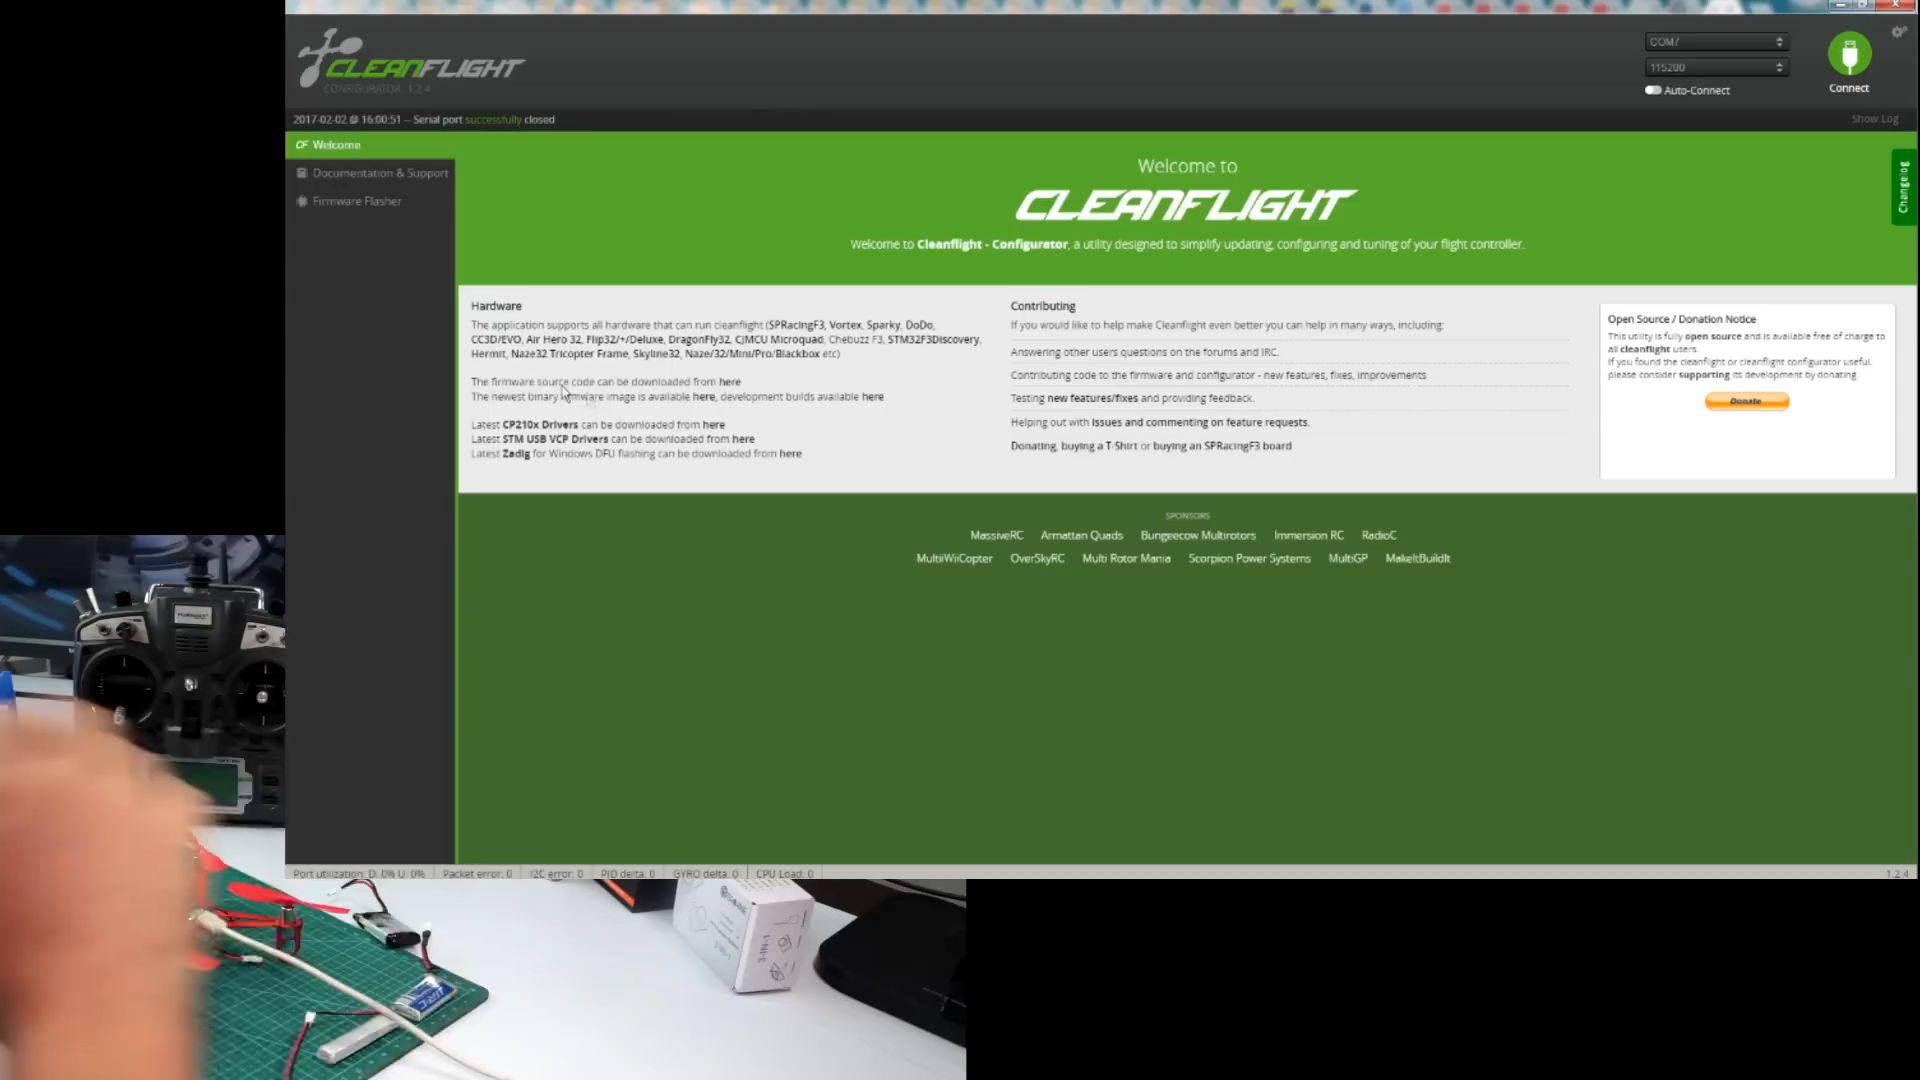 CLEANFLIGHT
CONFIGURATOR 1.2.4
COM7
115200
Auto-Connect
Connect
2017-02-02 @ 16:00:51 -- Serial port successfully closed
Show Log
Welcome
Documentation & Support
Firmware Flasher
Changelog
Welcome to
CLEANFLIGHT
Welcome to Cleanflight - Configurator, a utility designed to simplify updating, configuring and tuning of your flight controller.
Hardware
The application supports all hardware that can run cleanflight (SPRacingF3, Vortex, Sparky, DoDo,
CC3D/EVO, Air Hero 32, Flip32/+/Deluxe, DragonFly32, CJMCU Microquad, Chebuzz F3, STM32F3Discovery,
Hermit, Naze32 Tricopter Frame, Skyline32, Naze/32/Mini/Pro/Blackbox etc)
The firmware source code can be downloaded from here
The newest binary firmware image is available here, development builds available here
Latest CP210x Drivers can be downloaded from here
Latest STM USB VCP Drivers can be downloaded from here
Latest Zadig for Windows DFU flashing can be downloaded from here
Contributing
If you would like to help make Cleanflight even better you can help in many ways, including:
Answering other users questions on the forums and IRC.
Contributing code to the firmware and configurator - new features, fixes, improvements
Testing new features/fixes and providing feedback.
Helping out with issues and commenting on feature requests.
Donating, buying a T-Shirt or buying an SPRacingF3 board
Open Source / Donation Notice
This utility is fully open source and is available free of charge to
all cleanflight users.
If you found the cleanflight or cleanflight configurator useful,
please consider supporting its development by donating.
Donate
SPONSORS
MassiveRC Armattan Quads Bungeecow Multirotors Immersion RC RadioC
MultiWiiCopter OverSkyRC Multi Rotor Mania Scorpion Power Systems MultiGP MakeItBuildIt
Port utilization: D: 0% U: 0% Packet error: 0 I2C error: 0 PID delta: 0 GYRO delta: 0 CPU Load: 0
1.2.4
3-IN-1
3-IN-1